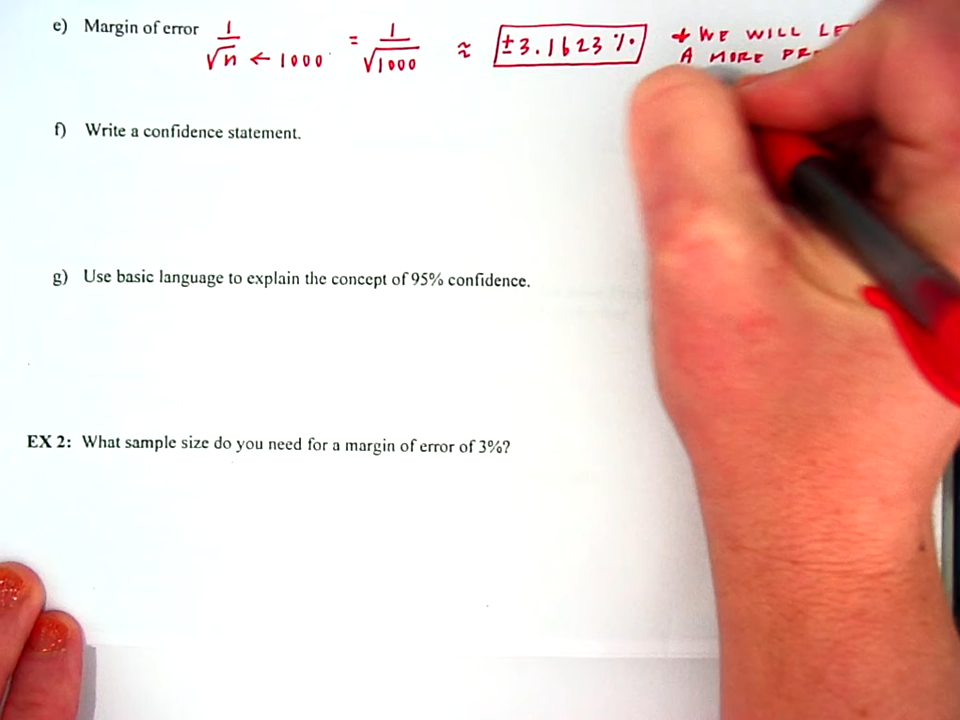 e) Margin of error 1/√n ← 1000 = 1/√1000 ≈ ±3.1623 % * WE WILL
A MORE
f) Write a confidence statement.
g) Use basic language to explain the concept of 95% confidence.
EX 2: What sample size do you need for a margin of error of 3%?